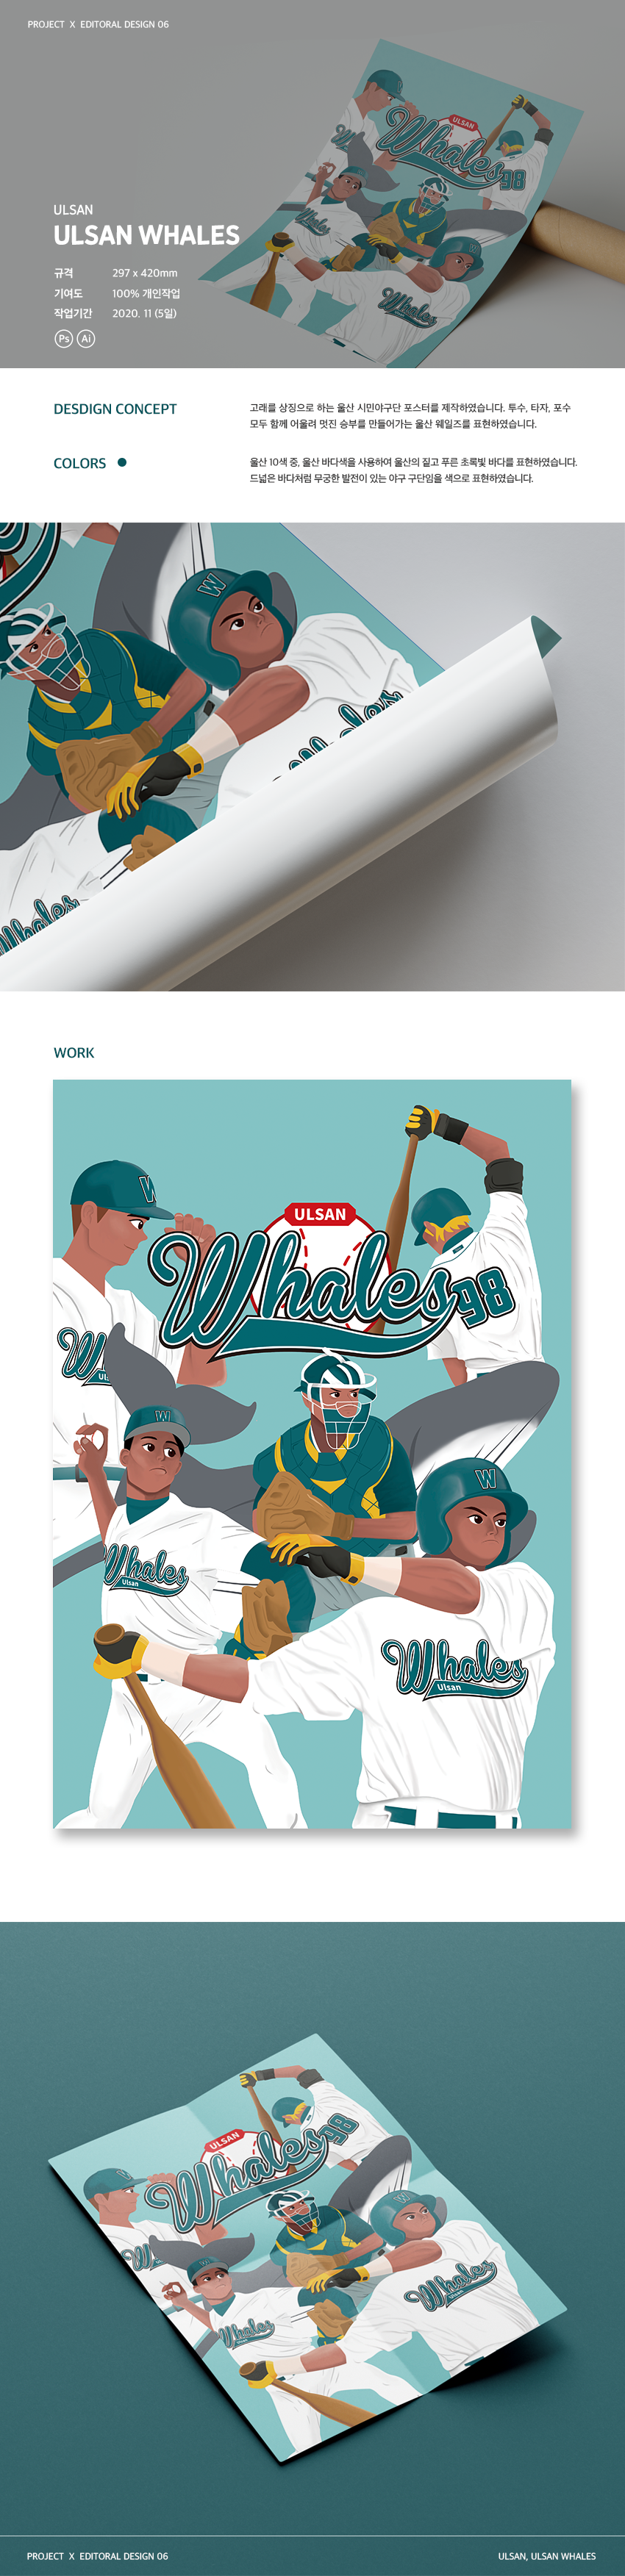 PROJECT X EDITORAL DESIGN 06
ULSAN
Whales 98
Whales
Whales
ULSAN
ULSAN WHALES
규격 297 x 420mm
기여도 100% 개인작업
작업기간 2020. 11 (5일)
Ps Ai
DESDIGN CONCEPT
고래를 상징으로 하는 울산 시민야구단 포스터를 제작하였습니다. 투수, 타자, 포수
모두 함께 어울려 멋진 승부를 만들어가는 울산 웨일즈를 표현하였습니다.
COLORS
울산 10색 중, 울산 바다색을 사용하여 울산의 짙고 푸른 초록빛 바다를 표현하였습니다.
드넓은 바다처럼 무궁한 발전이 있는 야구 구단임을 색으로 표현하였습니다.
W
Whales
WORK
W
ULSAN
Whales 98
W
W
Whales
Ulsan
Whales
Ulsan
ULSAN
Whales 98
W
W
Whales
Whales
PROJECT X EDITORAL DESIGN 06
ULSAN, ULSAN WHALES